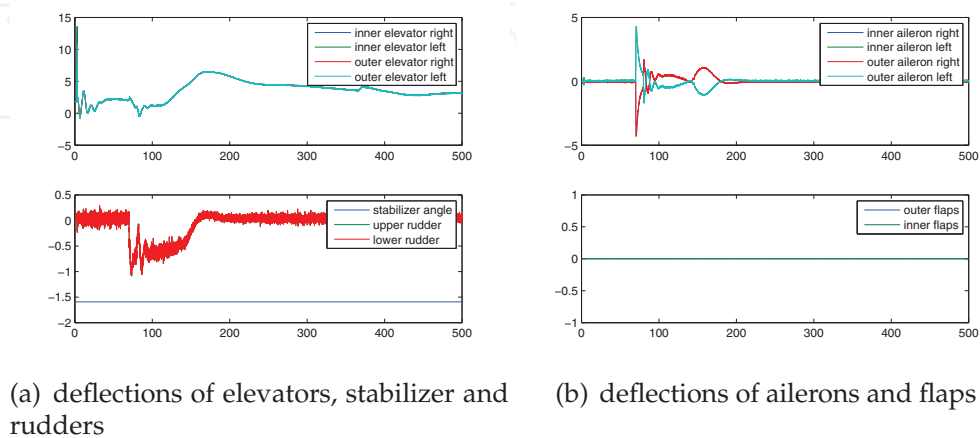 15
10
5
0
−5
0 100 200 300 400 500
inner elevator right
inner elevator left
outer elevator right
outer elevator left
0.5
0
−0.5
−1
−1.5
−2
0 100 200 300 400 500
stabilizer angle
upper rudder
lower rudder
(a) deflections of elevators, stabilizer and
rudders
5
0
−5
0 100 200 300 400 500
inner aileron right
inner aileron left
outer aileron right
outer aileron left
1
0.5
0
−0.5
−1
0 100 200 300 400 500
outer flaps
inner flaps
(b) deflections of ailerons and flaps